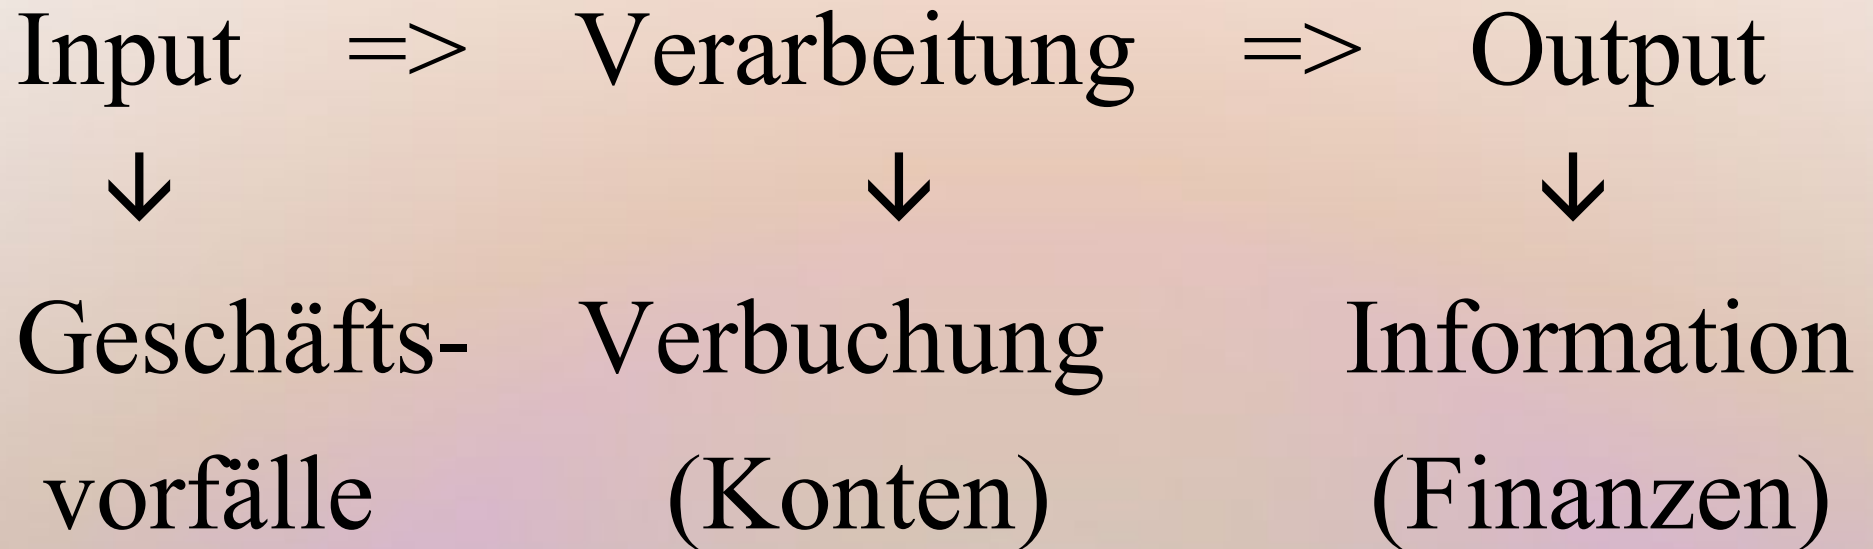 Input => Verarbeitung => Output
↓ ↓ ↓
Geschäfts- Verbuchung Information
vorfälle (Konten) (Finanzen)